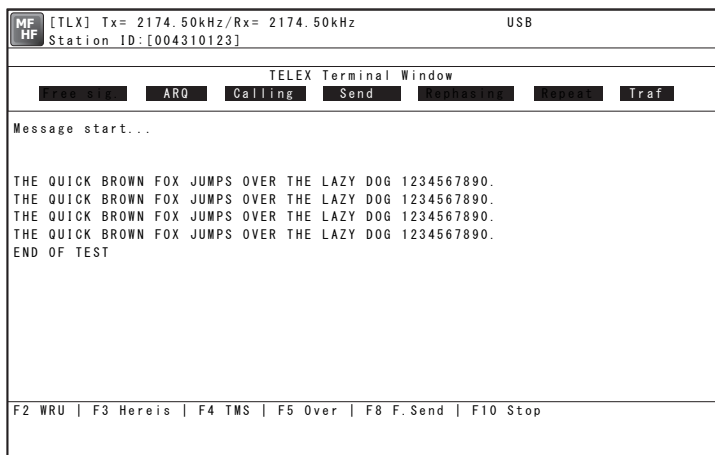 MF
HF
[TLX] Tx= 2174.50kHz/Rx= 2174.50kHz USB
Station ID:[004310123]
TELEX Terminal Window
Free sig. ARQ Calling Send Rephasing Repeat Traf
Message start...
THE QUICK BROWN FOX JUMPS OVER THE LAZY DOG 1234567890.
THE QUICK BROWN FOX JUMPS OVER THE LAZY DOG 1234567890.
THE QUICK BROWN FOX JUMPS OVER THE LAZY DOG 1234567890.
THE QUICK BROWN FOX JUMPS OVER THE LAZY DOG 1234567890.
END OF TEST
F2 WRU | F3 Hereis | F4 TMS | F5 Over | F8 F.Send | F10 Stop